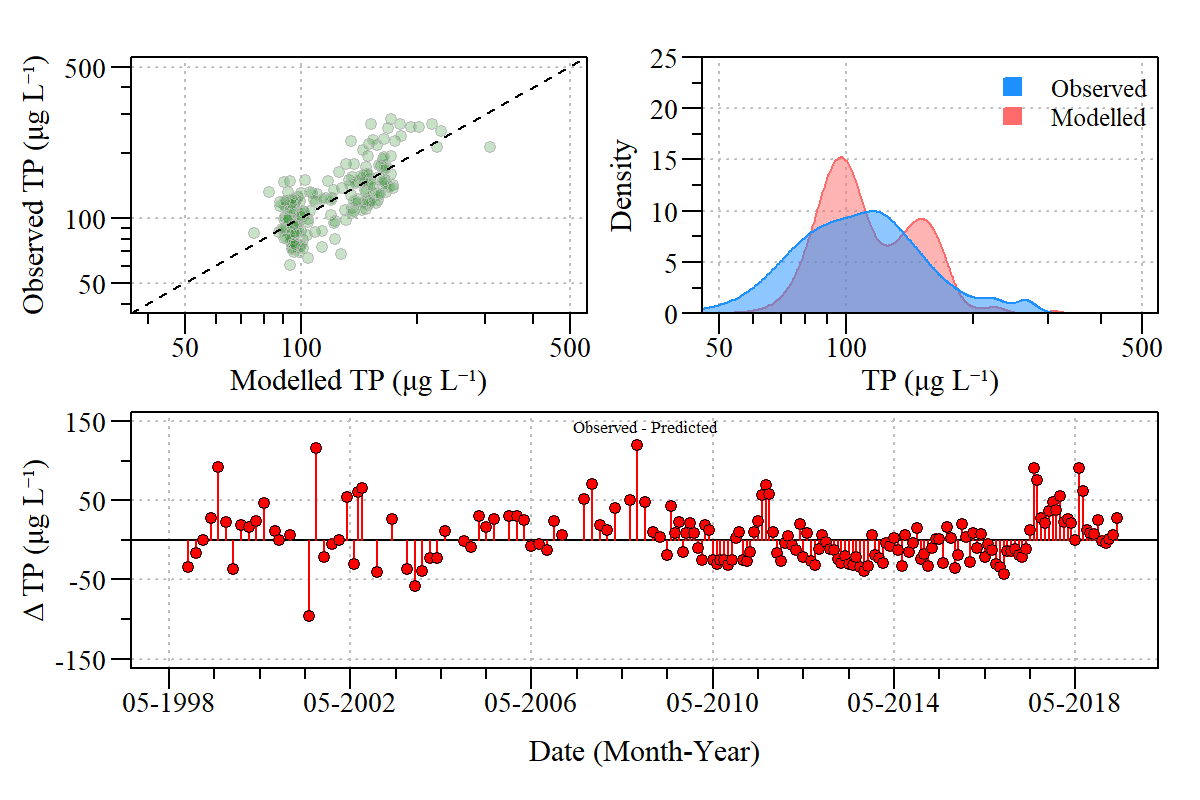 Observed TP (µg L⁻¹)
500
100
50
50
100
500
Modelled TP (µg L⁻¹)
Density
25
20
15
10
5
0
Observed
Modelled
50
100
500
TP (µg L⁻¹)
Δ TP (µg L⁻¹)
150
50
-50
-150
Observed - Predicted
05-1998
05-2002
05-2006
05-2010
05-2014
05-2018
Date (Month-Year)